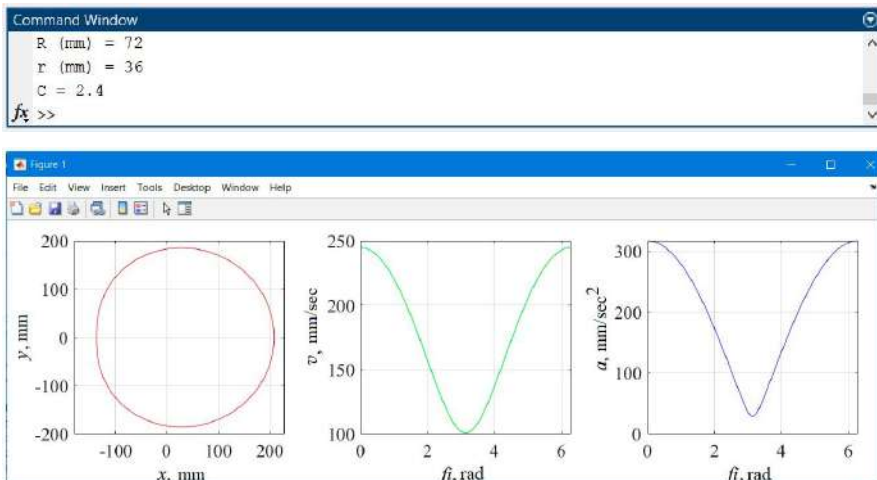 Command Window
R (mm) = 72
r (mm) = 36
C = 2.4
fx >>
Figure 1
File Edit View Insert Tools Desktop Window Help
200
100
0
-100
-200
y, mm
-100 0 100 200
x, mm
250
200
150
100
v, mm/sec
0 2 4 6
fi, rad
300
200
100
0
a, mm/sec²
0 2 4 6
fi, rad